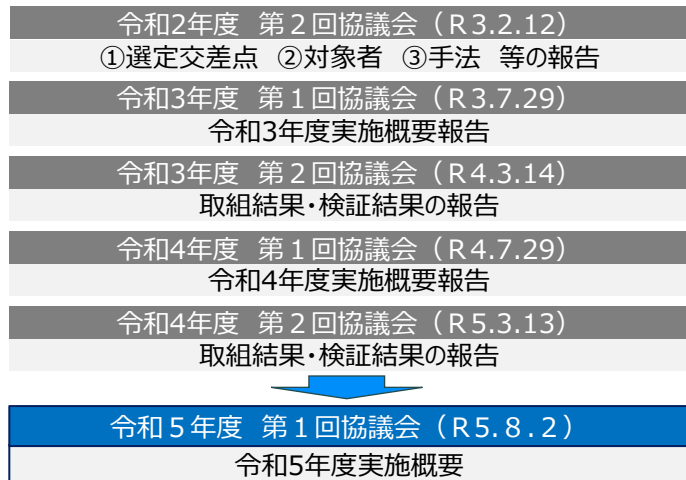 令和2年度 第２回協議会（Ｒ3.2.12）
①選定交差点 ②対象者 ③手法 等の報告
令和3年度 第１回協議会（Ｒ3.7.29）
令和3年度実施概要報告
令和3年度 第２回協議会（Ｒ4.3.14）
取組結果・検証結果の報告
令和4年度 第１回協議会（Ｒ4.7.29）
令和4年度実施概要報告
令和4年度 第２回協議会（Ｒ5.3.13）
取組結果・検証結果の報告
令和５年度 第１回協議会（Ｒ5.８.２）
令和5年度実施概要